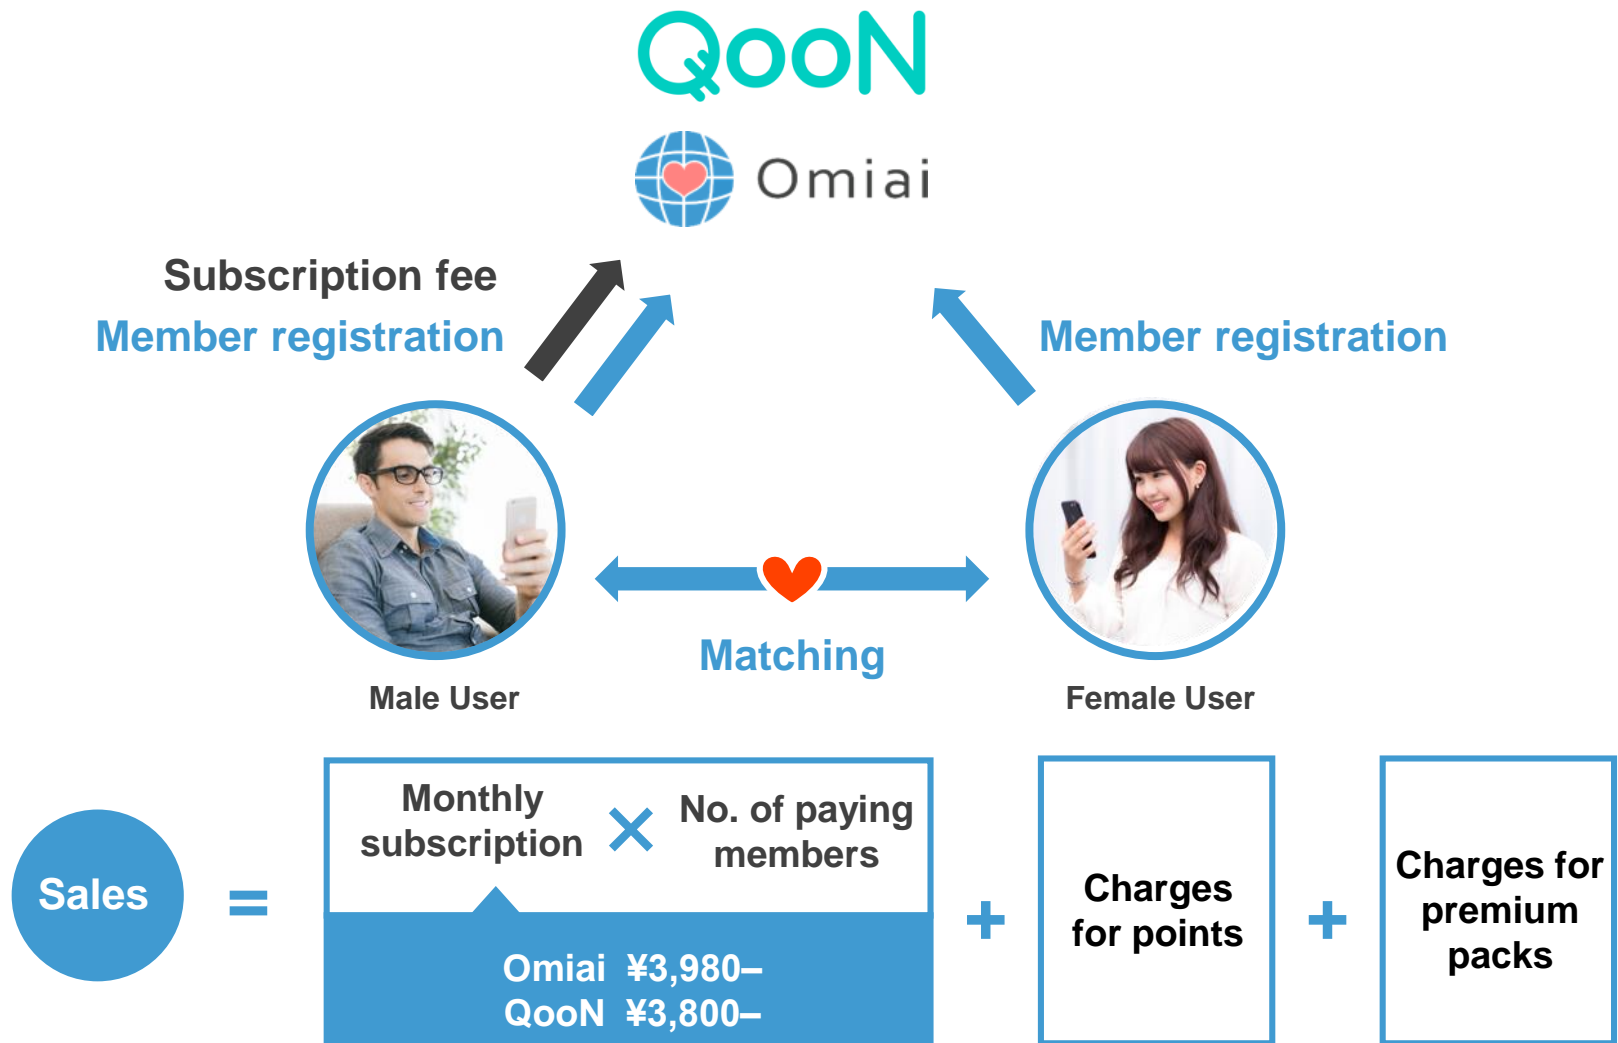 QooN
Omiai
Subscription fee
Member registration
Member registration
Matching
Male User
Female User
Sales
=
Monthly
subscription
×
No. of paying
members
Omiai ¥3,980–
QooN ¥3,800–
+
Charges
for points
+
Charges for
premium
packs